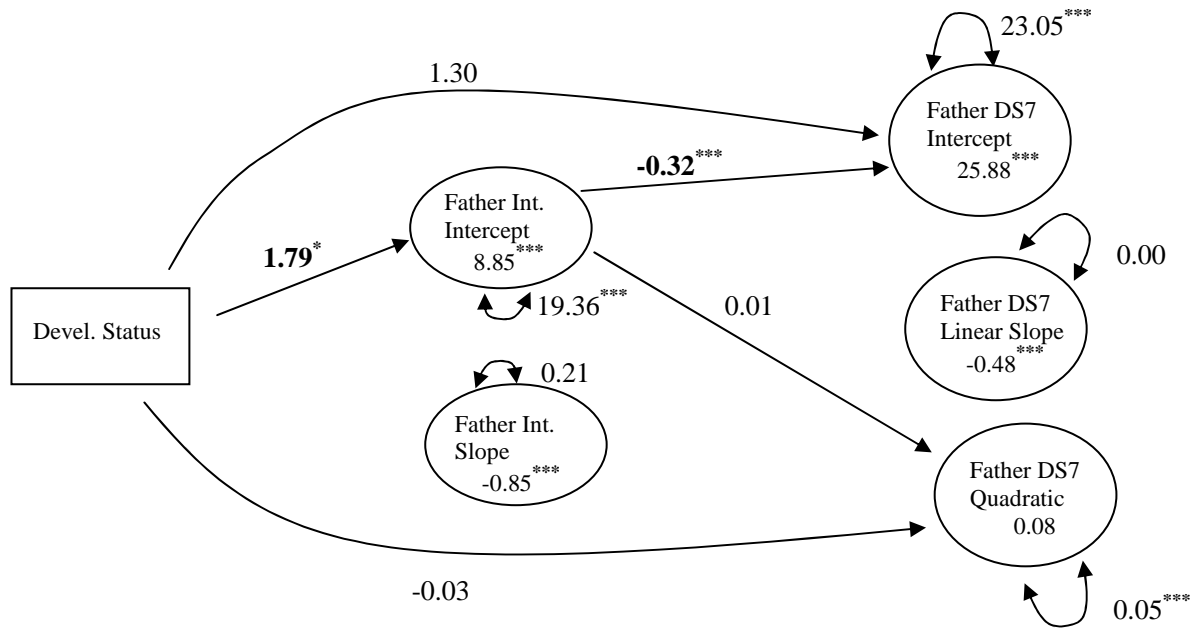 23.05***
1.30
Father DS7
Intercept
25.88***
-0.32***
Father Int.
Intercept
8.85***
1.79*
19.36***
0.00
0.01
Father DS7
Linear Slope
-0.48***
Devel. Status
0.21
Father Int.
Slope
-0.85***
Father DS7
Quadratic
0.08
-0.03
0.05***